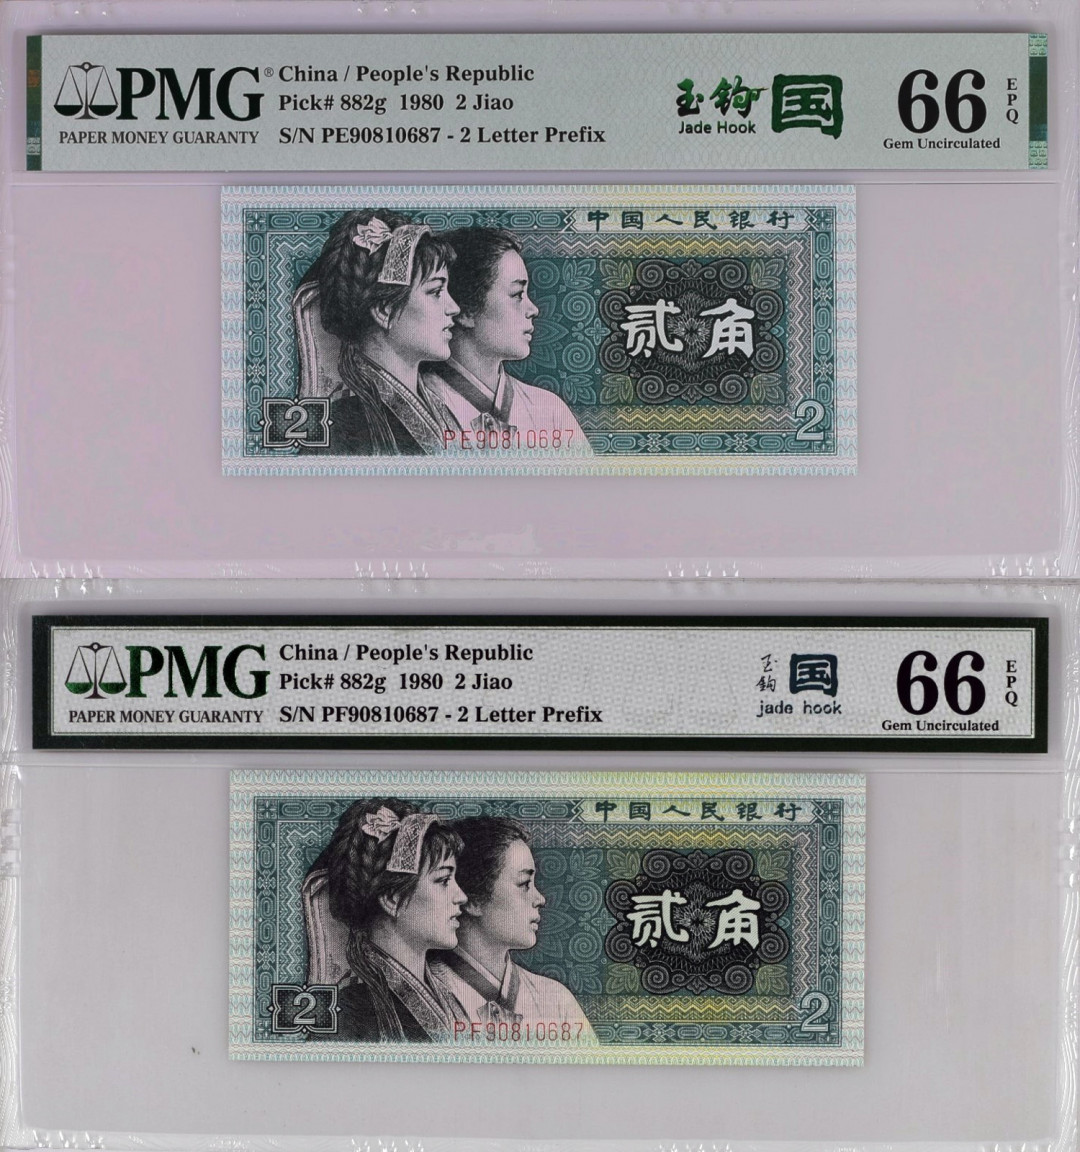 PMG® China / People's Republic
Pick# 882g 1980 2 Jiao
PAPER MONEY GUARANTY S/N PE90810687 - 2 Letter Prefix
玉钩 国
Jade Hook
66 EPQ
Gem Uncirculated
中国人民银行
贰角
2 2
PE90810687
PMG China / People's Republic
Pick# 882g 1980 2 Jiao
PAPER MONEY GUARANTY S/N PF90810687 - 2 Letter Prefix
玉钩 国
jade hook
66 EPQ
Gem Uncirculated
中国人民银行
贰角
2 2
PF90810687